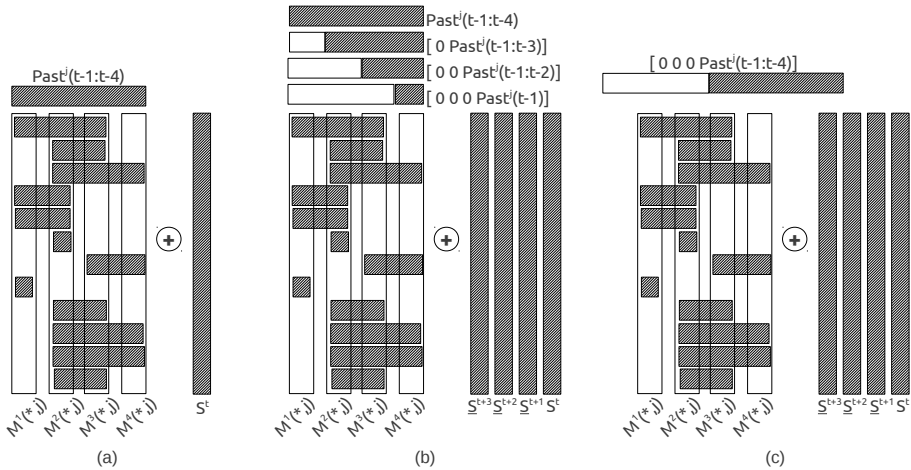 Past^j(t-1:t-4)
+
S^t
M^1(*,j)
M^2(*,j)
M^3(*,j)
M^4(*,j)
(a)
Past^j(t-1:t-4)
[ 0 Past^j(t-1:t-3)]
[ 0 0 Past^j(t-1:t-2)]
[ 0 0 0 Past^j(t-1)]
+
S^t+3 S^t+2 S^t+1 S^t
M^1(*,j)
M^2(*,j)
M^3(*,j)
M^4(*,j)
(b)
[ 0 0 0 Past^j(t-1:t-4)]
+
S^t+3 S^t+2 S^t+1 S^t
M^1(*,j)
M^2(*,j)
M^3(*,j)
M^4(*,j)
(c)